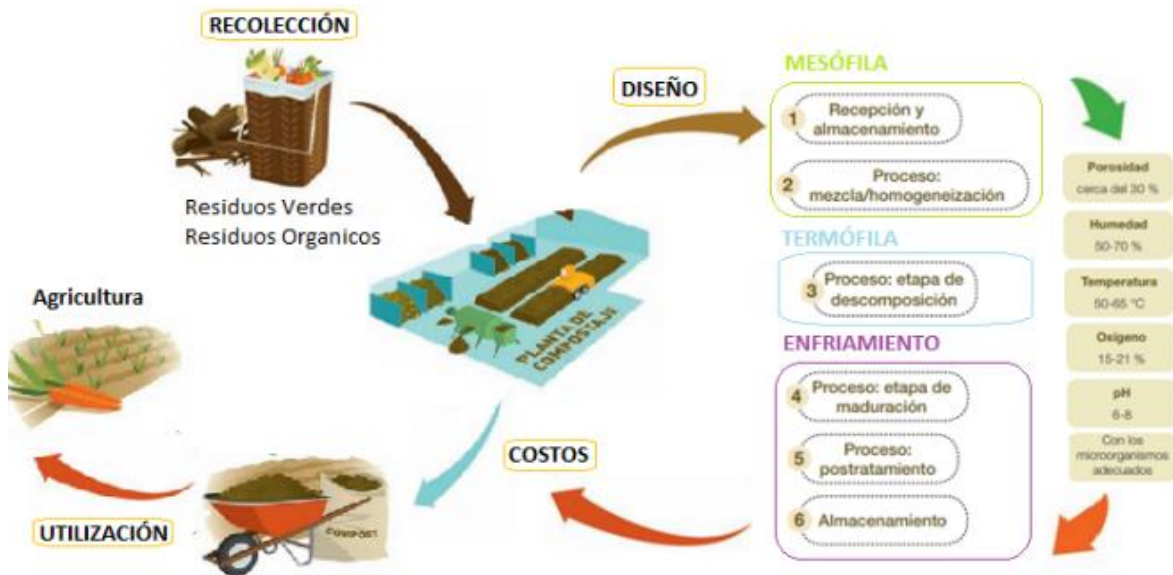 RECOLECCIÓN
Residuos Verdes
Residuos Organicos
PLANTA DE
COMPOSTAJE
DISEÑO
MESÓFILA
1
Recepción y
almacenamiento
2
Proceso:
mezcla/homogeneización
TERMÓFILA
3
Proceso: etapa de
descomposición
ENFRIAMIENTO
4
Proceso: etapa de
maduración
5
Proceso:
postratamiento
6
Almacenamiento
Porosidad
cerca del 30 %
Humedad
50-70 %
Temperatura
50-65 °C
Oxígeno
15-21 %
pH
6-8
Con los
microorganismos
adecuados
COSTOS
COMPOST
UTILIZACIÓN
Agricultura